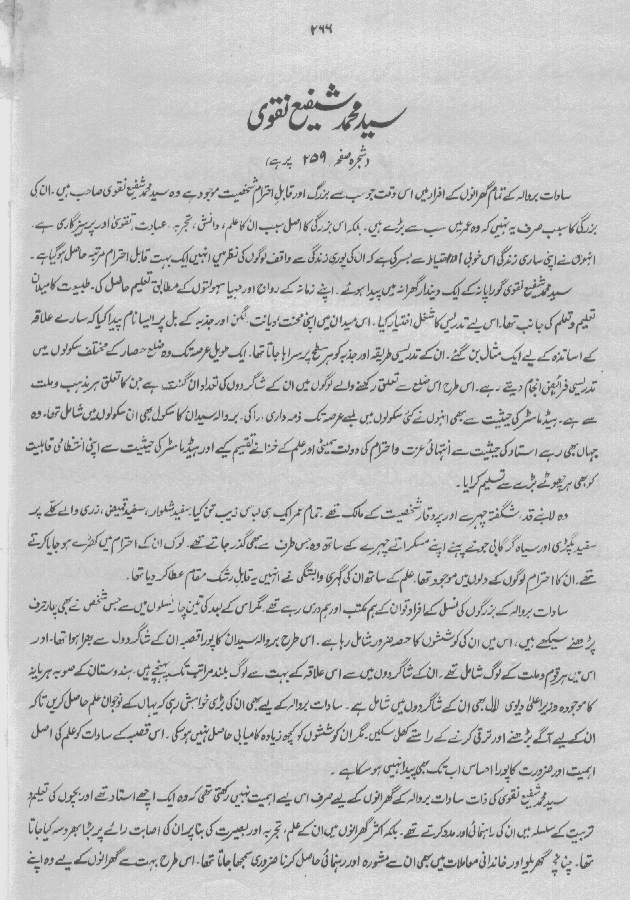 ۲۶۶
سید محمد شفیع نقوی
(شجرہ صفحہ ۲۵۹ پر ہے)
سادات بروالہ کے تمام گھرانوں کے افراد میں اس وقت جو سب سے بزرگ اور قابل احترام شخصیت موجود ہے وہ سید محمد شفیع نقوی صاحب ہیں۔ ان کی
بزرگی کا سبب صرف یہ نہیں کہ وہ عمر میں سب سے بڑے ہیں۔ بلکہ اس بزرگی کا اصل سبب ان کا علم، دانش، تجربہ، عبادت، تقویٰ اور پرہیزگاری ہے۔
انہوں نے اپنی ساری زندگی اس خوبی اور احتیاط سے بسر کی ہے کہ ان کی پوری زندگی سے واقف لوگوں کی نظر میں انہیں ایک بہت قابل احترام مرتبہ حاصل ہو گیا ہے۔
سید محمد شفیع نقوی گوراپانہ کے ایک دیندار گھرانہ میں پیدا ہوئے۔ اپنے زمانہ کے رواج اور مہیا سہولتوں کے مطابق تعلیم حاصل کی۔ طبیعت کا میلان
تعلیم و تعلم کی جانب تھا۔ اس لیے تدریس کا شغل اختیار کیا۔ اس میدان میں اپنی محنت، دیانت، لگن اور جذبہ کے بل پر ایسا نام پیدا کیا کہ سارے علاقہ
کے اساتذہ کے لیے ایک مثال بن گئے۔ ان کے تدریسی طریقہ اور جذبہ کو ہر سطح پر سراہا جاتا تھا۔ ایک طویل عرصہ تک وہ ضلع حصار کے مختلف سکولوں میں
تدریسی فرائض انجام دیتے رہے۔ اس طرح اس ضلع سے تعلق رکھنے والے لوگوں میں ان کے شاگردوں کی تعداد ان گنت ہے جن کا تعلق ہر مذہب و ملت
سے ہے۔ ہیڈ ماسٹر کی حیثیت سے بھی انہوں نے کئی سکولوں میں لمبے عرصہ تک ذمہ داری ادا کی۔ بروالہ سیدان کا سکول بھی ان سکولوں میں شامل تھا۔ وہ
جہاں بھی رہے استاد کی حیثیت سے انتہائی عزت و احترام کی دولت سمیٹی اور علم کے خزانے تقسیم کیے اور ہیڈ ماسٹر کی حیثیت سے اپنی انتظامی قابلیت
کو بھی ہر چھوٹے بڑے سے تسلیم کرایا۔
وہ لانبے قد، شگفتہ چہرے اور پروقار شخصیت کے مالک تھے۔ تمام عمر ایک ہی لباس زیب تن کیا۔ سفید شلوار، سفید قمیض، زری والے کلے پر
سفید پگڑی اور سیاہ گرگابی جوتے پہنے اپنے مسکراتے چہرے کے ساتھ وہ جس طرف سے بھی گذر جاتے تھے۔ لوگ ان کے احترام میں کھڑے ہو جایا کرتے
تھے۔ ان کا احترام لوگوں کے دلوں میں موجود تھا۔ علم کے ساتھ ان کی گہری وابستگی نے انہیں یہ قابل رشک مقام عطا کر دیا تھا۔
سادات بروالہ کے بزرگوں کی نسل کے افراد تو ان کے ہم مکتب اور ہم درس رہے تھے۔ مگر اس کے بعد کی تین چار نسلوں میں سے جس شخص نے بھی چار حرف
پڑھنے سیکھے ہیں، اس میں ان کی کوششوں کا حصہ ضرور شامل رہا ہے۔ اس طرح بروالہ سیدان کا پورا قصبہ ان کے شاگردوں سے بھرا ہوا تھا۔ اور
اس میں ہر قوم و ملت کے لوگ شامل تھے۔ ان کے شاگردوں میں سے اس علاقہ کے بہت سے لوگ بلند مراتب تک پہنچے ہیں۔ ہندوستان کے صوبہ ہریانہ
کا موجودہ وزیر اعلیٰ دیوی لال بھی ان کے شاگردوں میں شامل ہے۔ سادات بروالہ کے لیے بھی ان کی بڑی خواہش رہی کہ یہاں کے نوجوان علم حاصل کریں تاکہ
ان کے لیے آگے بڑھنے اور ترقی کرنے کے راستے کھل سکیں۔ مگر ان کوششوں کو کچھ زیادہ کامیابی حاصل نہیں ہو سکی۔ اس قصبہ کے سادات کو علم کی اصل
اہمیت اور ضرورت کا پورا احساس اب تک بھی پیدا نہیں ہو سکا ہے۔
سید محمد شفیع نقوی کی ذات سادات بروالہ کے گھرانوں کے لیے صرف اس لیے اہمیت نہیں رکھتی تھی کہ وہ ایک اچھے استاد تھے اور بچوں کی تعلیم و
تربیت کے سلسلہ میں ان کی راہنمائی اور مدد کرتے تھے۔ بلکہ اکثر گھرانوں میں ان کے علم، تجربہ اور بصیرت کی بنا پر ان کی اصابت رائے پر بڑا بھروسہ کیا جاتا
تھا۔ چنانچہ گھریلو اور خاندانی معاملات میں بھی ان سے مشورہ اور رہنمائی حاصل کرنا ضروری سمجھا جاتا تھا۔ اس طرح بہت سے گھرانوں کے لیے وہ اپنے